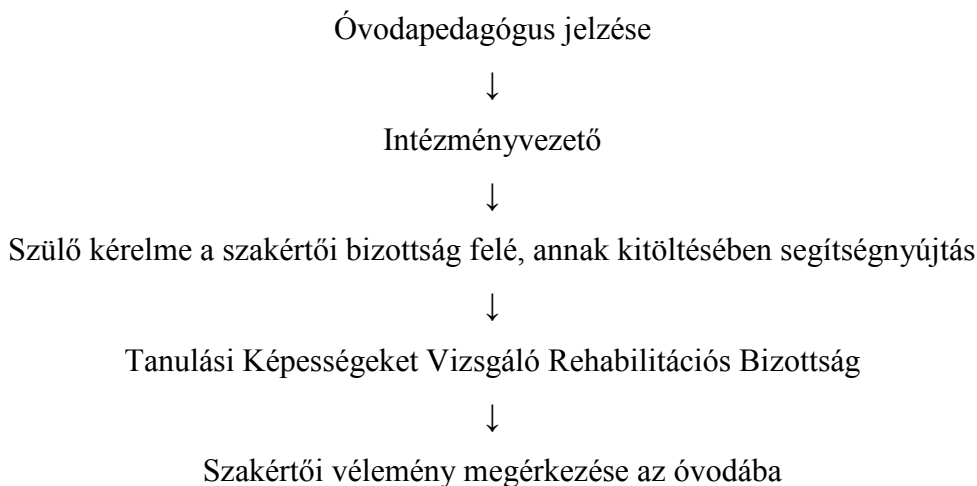 Óvodapedagógus jelzése
↓
Intézményvezető
↓
Szülő kérelme a szakértői bizottság felé, annak kitöltésében segítségnyújtás
↓
Tanulási Képességeket Vizsgáló Rehabilitációs Bizottság
↓
Szakértői vélemény megérkezése az óvodába